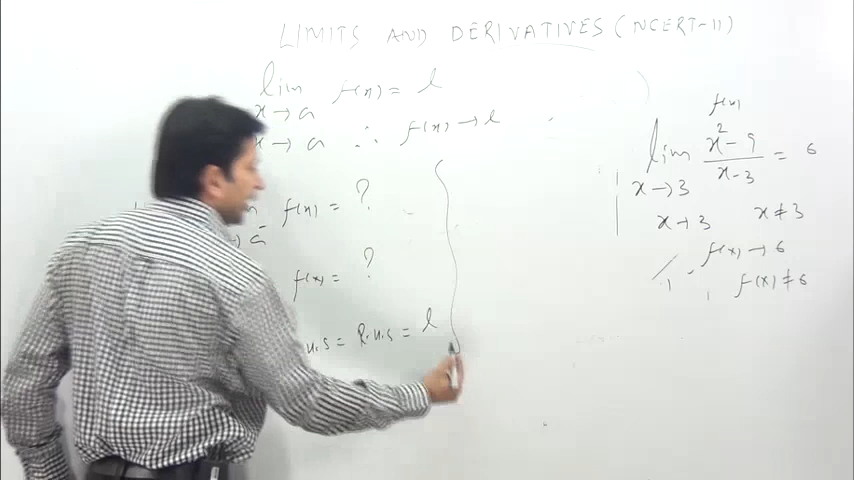 LIMITS AND DERIVATIVES (NCERT-11)
lim f(x) = l
x → a
x → a ∴ f(x) → l
f(x) = ?
→ a⁻
f(x) = ?
H.S = R.H.S = l
f(x)
lim x² - 9 / x - 3 = 6
x → 3
x → 3 x ≠ 3
f(x) → 6
f(x) ≠ 6